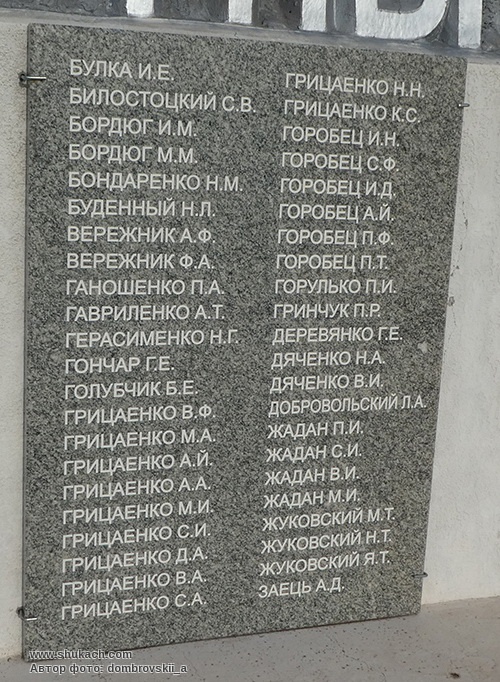 БУЛКА И.Е.
БИЛОСТОЦКИЙ С.В.
БОРДЮГ И.М.
БОРДЮГ М.М.
БОНДАРЕНКО Н.М.
БУДЕННЫЙ Н.Л.
ВЕРЕЖНИК А.Ф.
ВЕРЕЖНИК Ф.А.
ГАНОШЕНКО П.А.
ГАВРИЛЕНКО А.Т.
ГЕРАСИМЕНКО Н.Г.
ГОНЧАР Г.Е.
ГОЛУБЧИК Б.Е.
ГРИЦАЕНКО В.Ф.
ГРИЦАЕНКО М.А.
ГРИЦАЕНКО А.Й.
ГРИЦАЕНКО А.А.
ГРИЦАЕНКО М.И.
ГРИЦАЕНКО С.И.
ГРИЦАЕНКО Д.А.
ГРИЦАЕНКО В.А.
ГРИЦАЕНКО С.А.
ГРИЦАЕНКО Н.Н.
ГРИЦАЕНКО К.С.
ГОРОБЕЦ И.Н.
ГОРОБЕЦ С.Ф.
ГОРОБЕЦ И.Д.
ГОРОБЕЦ А.Й.
ГОРОБЕЦ П.Ф.
ГОРОБЕЦ П.Т.
ГОРУЛЬКО П.И.
ГРИНЧУК П.Р.
ДЕРЕВЯНКО Г.Е.
ДЯЧЕНКО Н.А.
ДЯЧЕНКО В.И.
ДОБРОВОЛЬСКИЙ Л.А.
ЖАДАН П.И.
ЖАДАН С.И.
ЖАДАН В.И.
ЖАДАН М.И.
ЖУКОВСКИЙ М.Т.
ЖУКОВСКИЙ Н.Т.
ЖУКОВСКИЙ Я.Т.
ЗАЕЦЬ А.Д.
www.shukach.com
Автор фото: dombrovskii_a